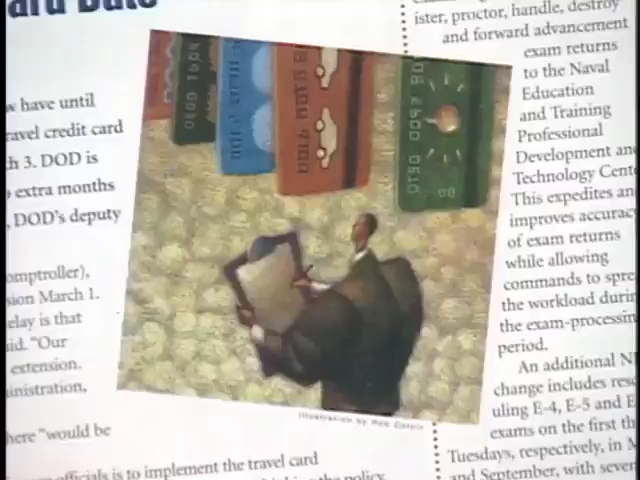 ard Date
w have until
ravel credit card
h 3. DOD is
extra months
, DOD's deputy
omptroller),
sion March 1.
elay is that
aid. "Our
extension.
inistration,
here "would be
officials is to implement the travel card
the policy.
Illustration by
ister, proctor, handle, destroy
and forward advancement
exam returns
to the Naval
Education
and Training
Professional
Development and
Technology Cent
This expedites an
improves accurac
of exam returns
while allowing
commands to spre
the workload durin
the exam-processin
period.
An additional N
change includes resc
uling E-4, E-5 and E
exams on the first th
Tuesdays, respectively, in M
and September, with seve